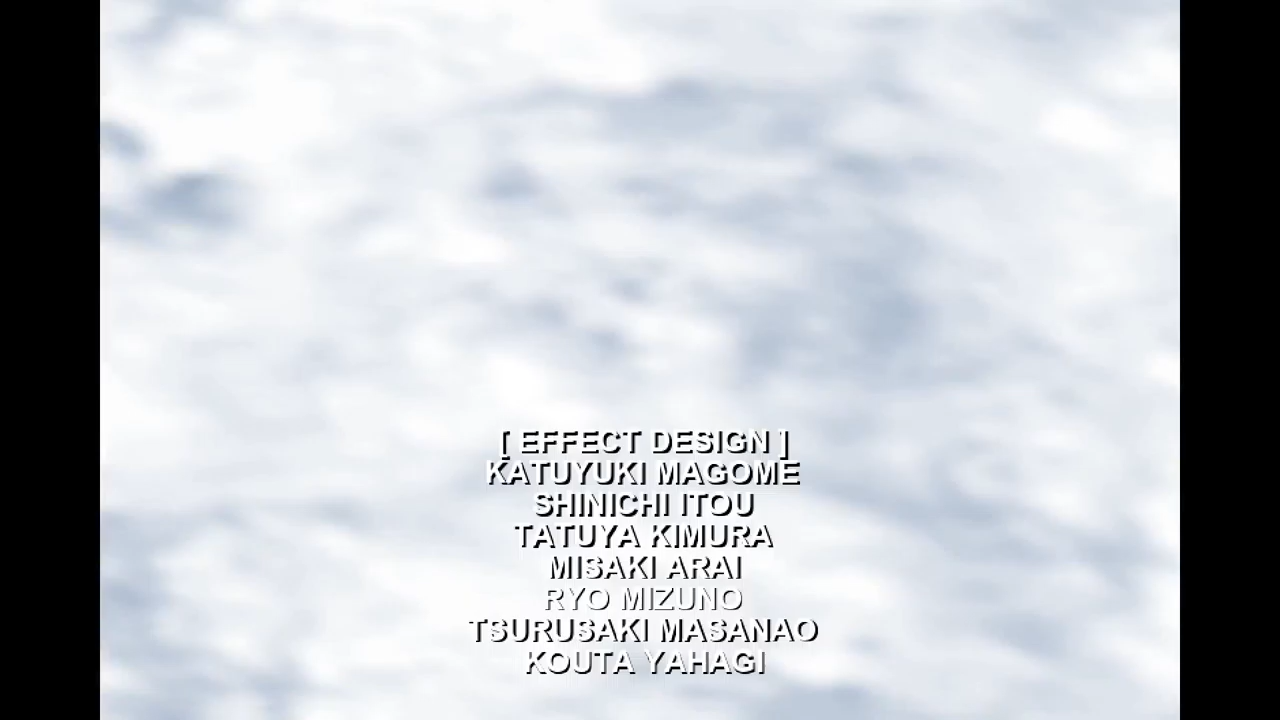 [ EFFECT DESIGN ]
KATUYUKI MAGOME
SHINICHI ITOU
TATUYA KIMURA
MISAKI ARAI
RYO MIZUNO
TSURUSAKI MASANAO
KOUTA YAHAGI